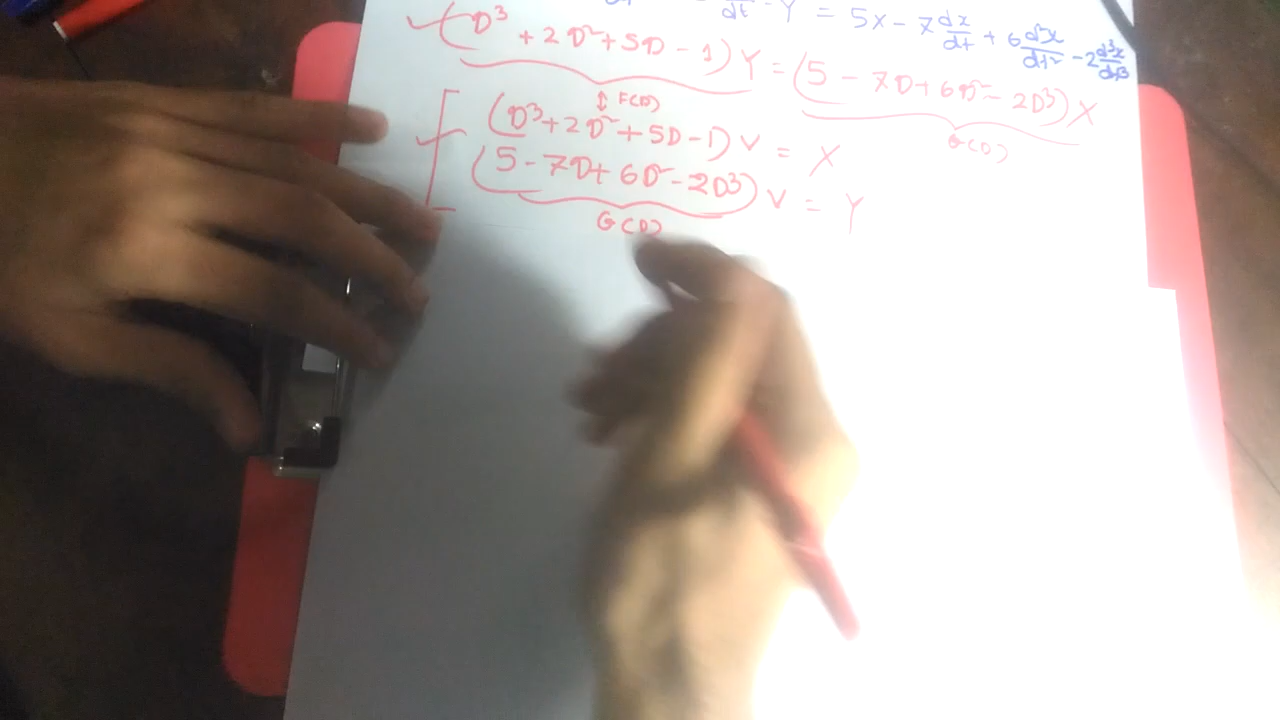 dt - Y = 5X - 7 dx/dt + 6 d²x/dt² - 2 d³x/dt3
(D³ + 2D² + 5D - 1) Y = (5 - 7D + 6D² - 2D³) X
↕ F(D)
G(D)
(D³ + 2D² + 5D - 1) V = X
(5 - 7D + 6D² - 2D³) V = Y
G(D)